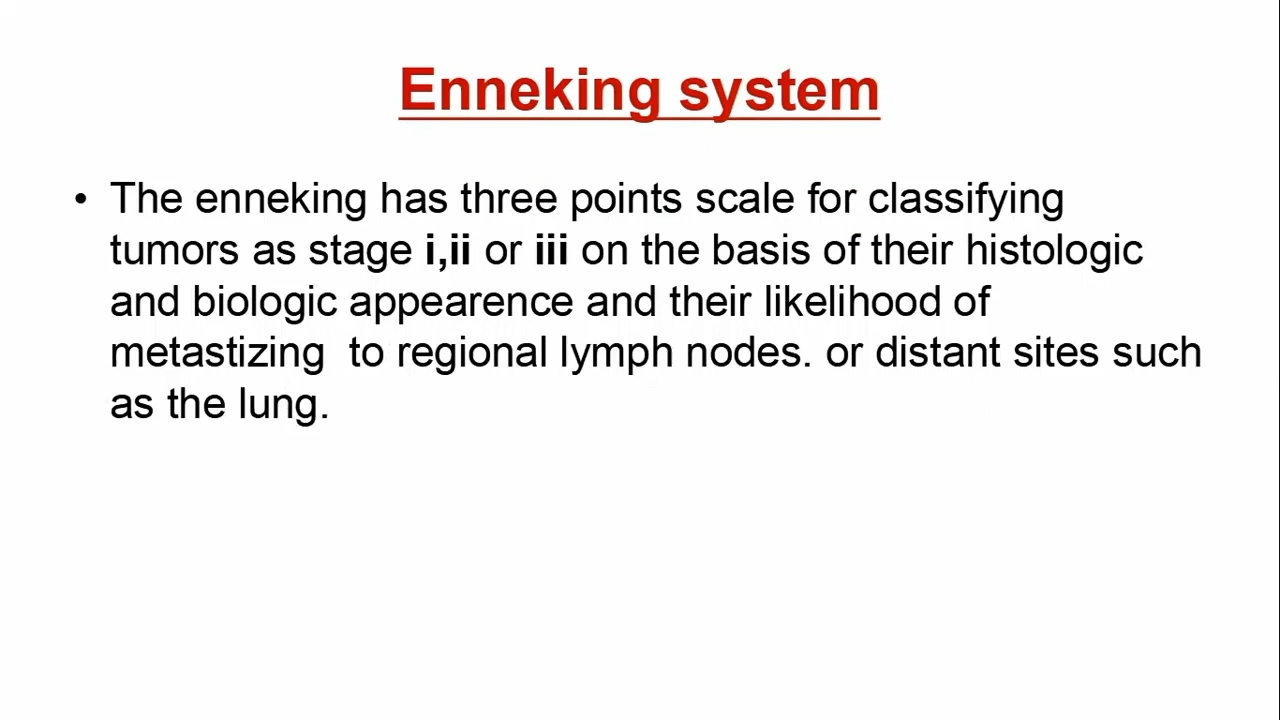 Enneking system
• The enneking has three points scale for classifying
tumors as stage i,ii or iii on the basis of their histologic
and biologic appearence and their likelihood of
metastizing  to regional lymph nodes. or distant sites such
as the lung.